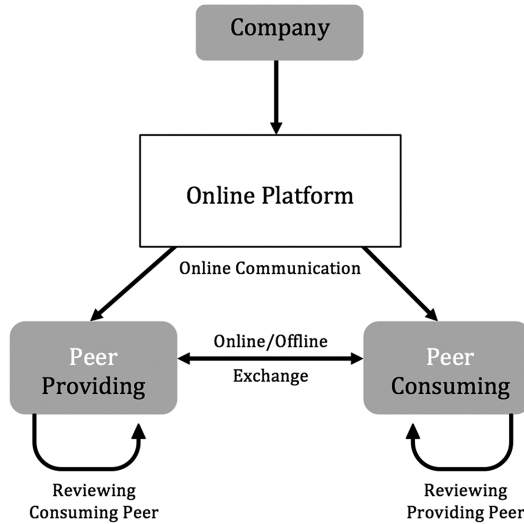 Company
Online Platform
Online Communication
Peer
Providing
Online/Offline
Exchange
Peer
Consuming
Reviewing
Consuming Peer
Reviewing
Providing Peer